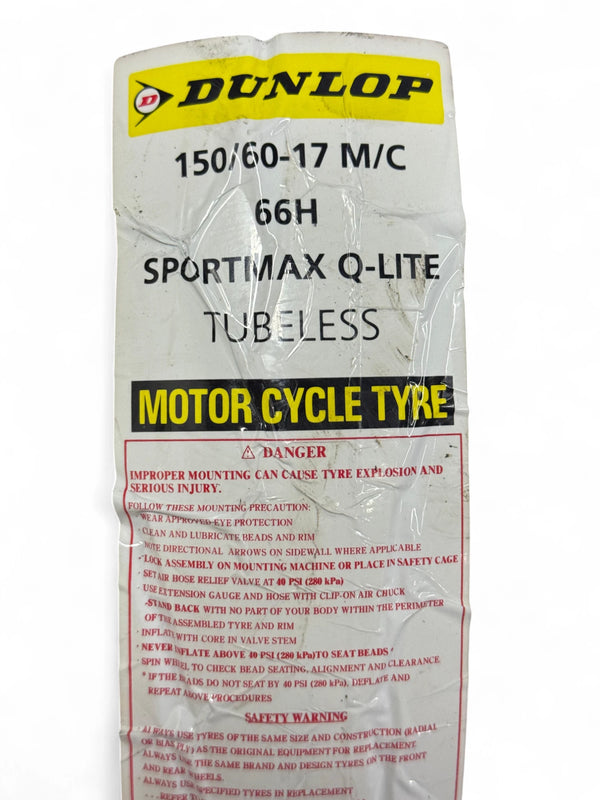 D DUNLOP
150/60-17 M/C
66H
SPORTMAX Q-LITE
TUBELESS
MOTOR CYCLE TYRE
⚠ DANGER
IMPROPER MOUNTING CAN CAUSE TYRE EXPLOSION AND
SERIOUS INJURY.
FOLLOW THESE MOUNTING PRECAUTION:
· WEAR APPROVED EYE PROTECTION
· CLEAN AND LUBRICATE BEADS AND RIM
· NOTE DIRECTIONAL ARROWS ON SIDEWALL WHERE APPLICABLE
· LOCK ASSEMBLY ON MOUNTING MACHINE OR PLACE IN SAFETY CAGE
· SET AIR HOSE RELIEF VALVE AT 40 PSI (280 kPa)
· USE EXTENSION GAUGE AND HOSE WITH CLIP-ON AIR CHUCK
· STAND BACK WITH NO PART OF YOUR BODY WITHIN THE PERIMETER
OF THE ASSEMBLED TYRE AND RIM
· INFLATE WITH CORE IN VALVE STEM
· NEVER INFLATE ABOVE 40 PSI (280 kPa)TO SEAT BEADS *
· SPIN WHEEL TO CHECK BEAD SEATING, ALIGNMENT AND CLEARANCE
* IF THE BEADS DO NOT SEAT BY 40 PSI (280 kPa), DEFLATE AND
REPEAT ABOVE PROCEDURES
SAFETY WARNING
· ALWAYS USE TYRES OF THE SAME SIZE AND CONSTRUCTION (RADIAL
OR BIAS PLY) AS THE ORIGINAL EQUIPMENT FOR REPLACEMENT
· ALWAYS USE THE SAME BRAND AND DESIGN TYRES ON THE FRONT
AND REAR WHEELS.
· ALWAYS USE SPECIFIED TYRES IN REPLACEMENT
REFER TO